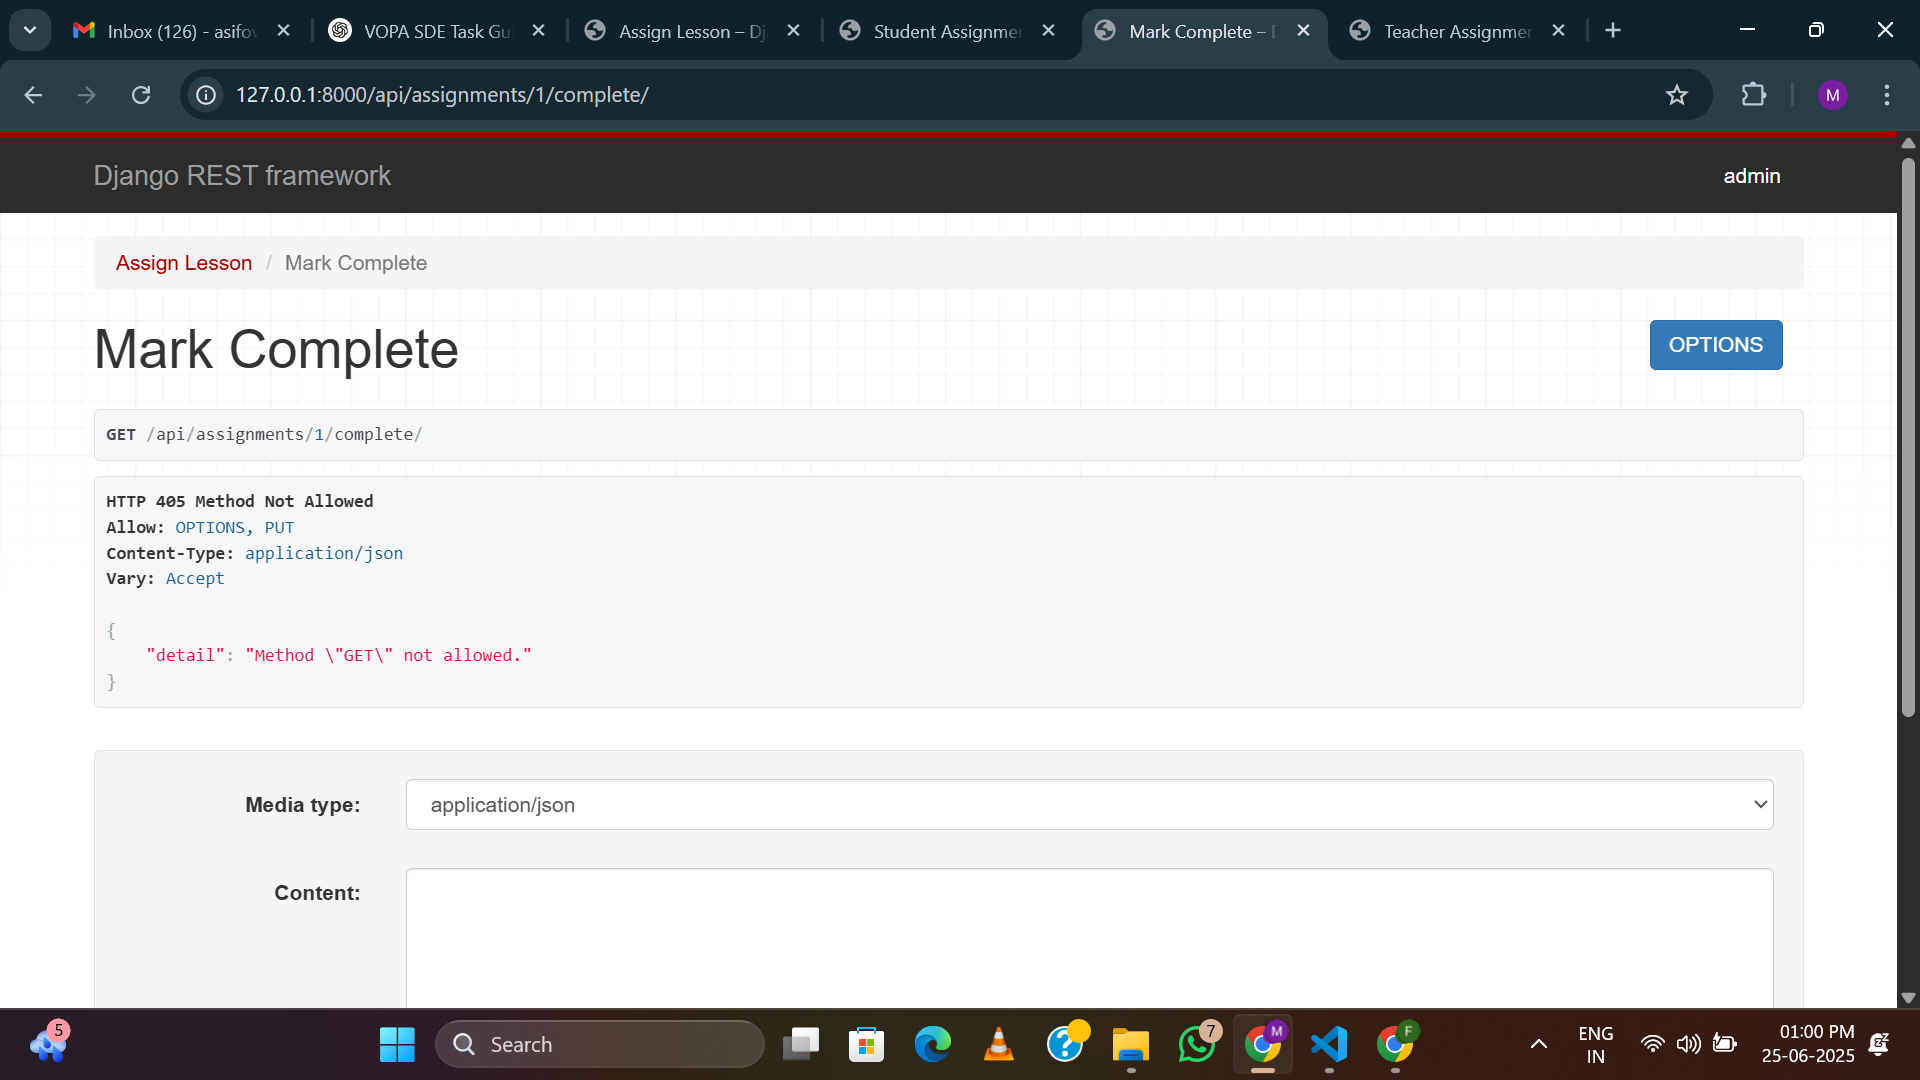 Inbox (126) - asifov
VOPA SDE Task Gu
Assign Lesson – Dj
Student Assignmen
Mark Complete – D
Teacher Assignmen
127.0.0.1:8000/api/assignments/1/complete/
M
Django REST framework
admin
Assign Lesson / Mark Complete
Mark Complete
OPTIONS
GET /api/assignments/1/complete/
HTTP 405 Method Not Allowed
Allow: OPTIONS, PUT
Content-Type: application/json
Vary: Accept
{
"detail": "Method \"GET\" not allowed."
}
Media type:
application/json
Content:
5
Search
7
M
F
ENG
IN
01:00 PM
25-06-2025